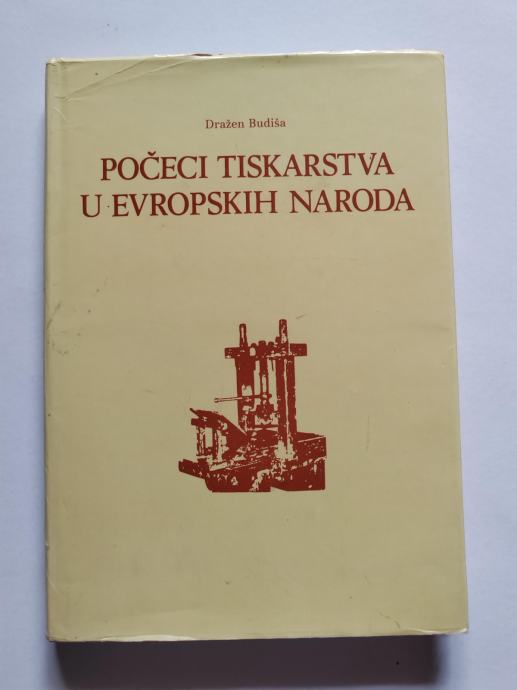 Dražen Budiša
POČECI TISKARSTVA
U EVROPSKIH NARODA